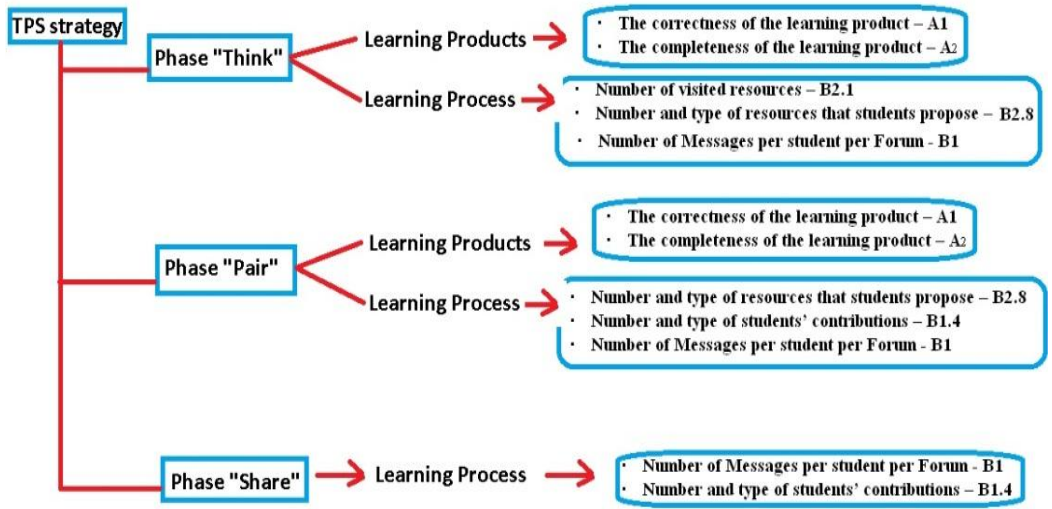 TPS strategy
Phase "Think"
Learning Products
· The correctness of the learning product – A1
· The completeness of the learning product – A2
Learning Process
· Number of visited resources – B2.1
· Number and type of resources that students propose – B2.8
· Number of Messages per student per Forum - B1
Phase "Pair"
Learning Products
· The correctness of the learning product – A1
· The completeness of the learning product – A2
Learning Process
· Number and type of resources that students propose – B2.8
· Number and type of students’ contributions – B1.4
· Number of Messages per student per Forum - B1
Phase "Share"
Learning Process
· Number of Messages per student per Forum - B1
· Number and type of students’ contributions – B1.4